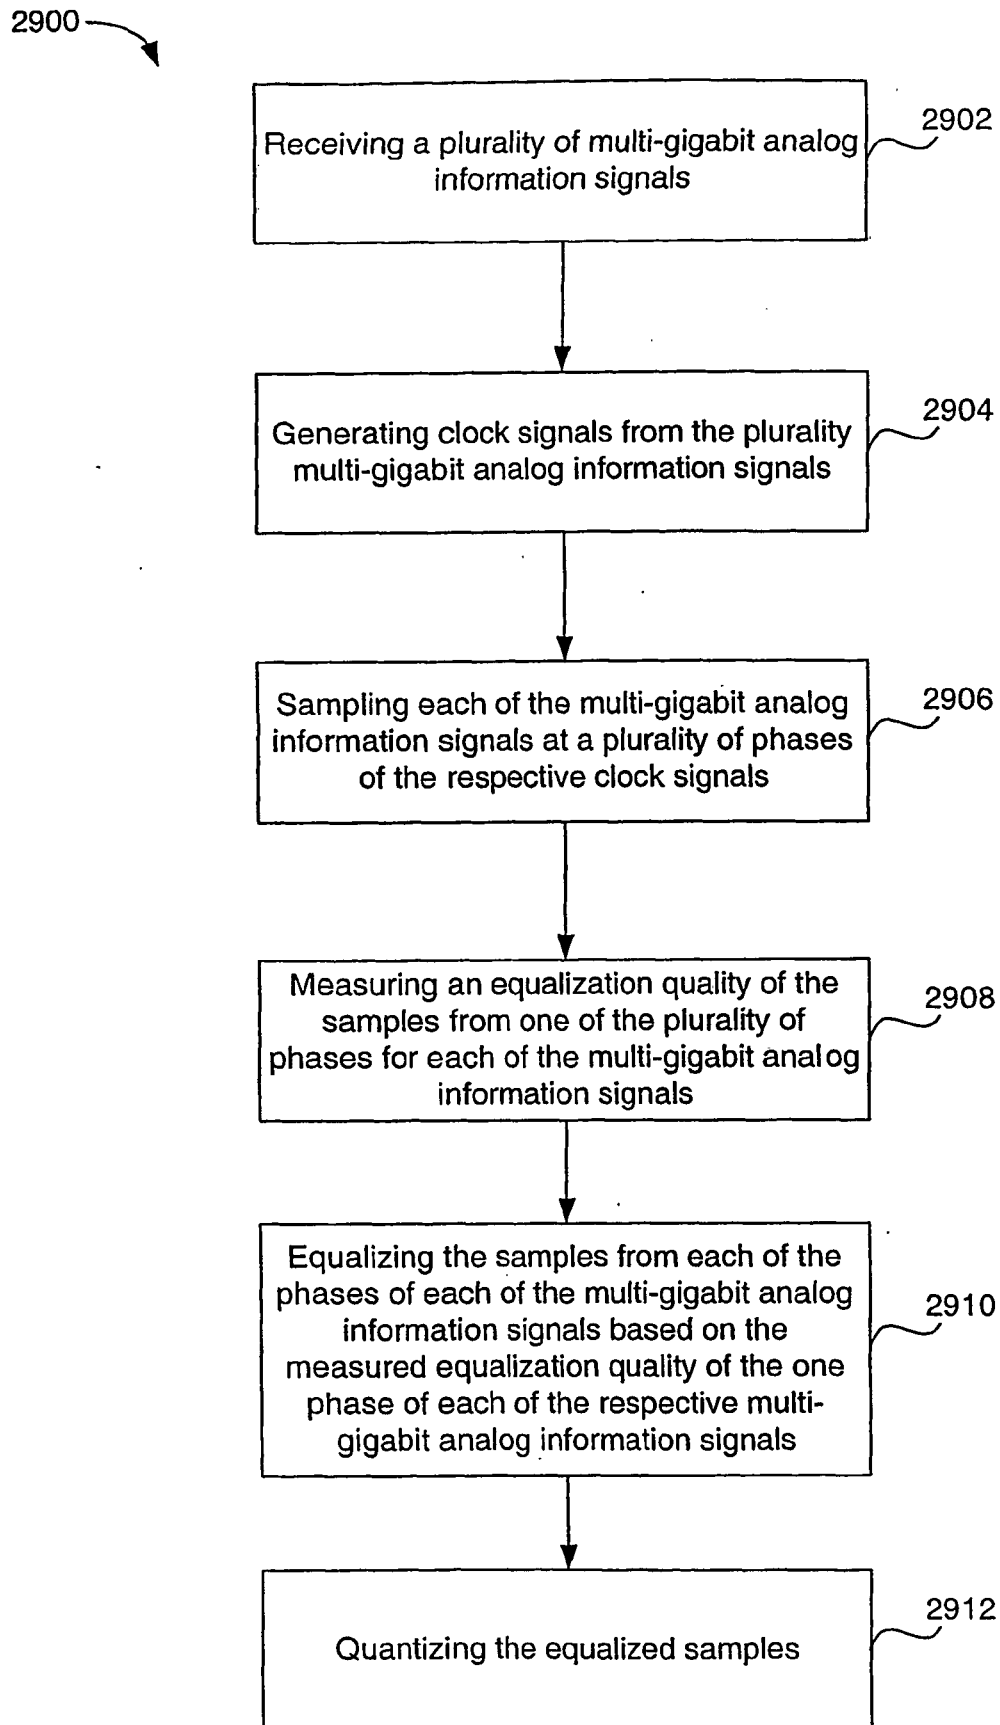 2900
Receiving a plurality of multi-gigabit analog
information signals
2902
Generating clock signals from the plurality
multi-gigabit analog information signals
2904
Sampling each of the multi-gigabit analog
information signals at a plurality of phases
of the respective clock signals
2906
Measuring an equalization quality of the
samples from one of the plurality of
phases for each of the multi-gigabit analog
information signals
2908
Equalizing the samples from each of the
phases of each of the multi-gigabit analog
information signals based on the
measured equalization quality of the one
phase of each of the respective multi-
gigabit analog information signals
2910
Quantizing the equalized samples
2912